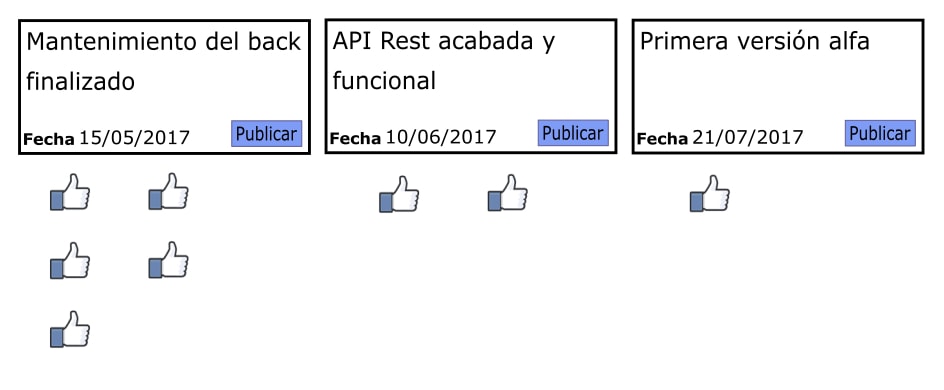 Mantenimiento del back
finalizado
Fecha 15/05/2017 Publicar
API Rest acabada y
funcional
Fecha 10/06/2017 Publicar
Primera versión alfa
Fecha 21/07/2017 Publicar